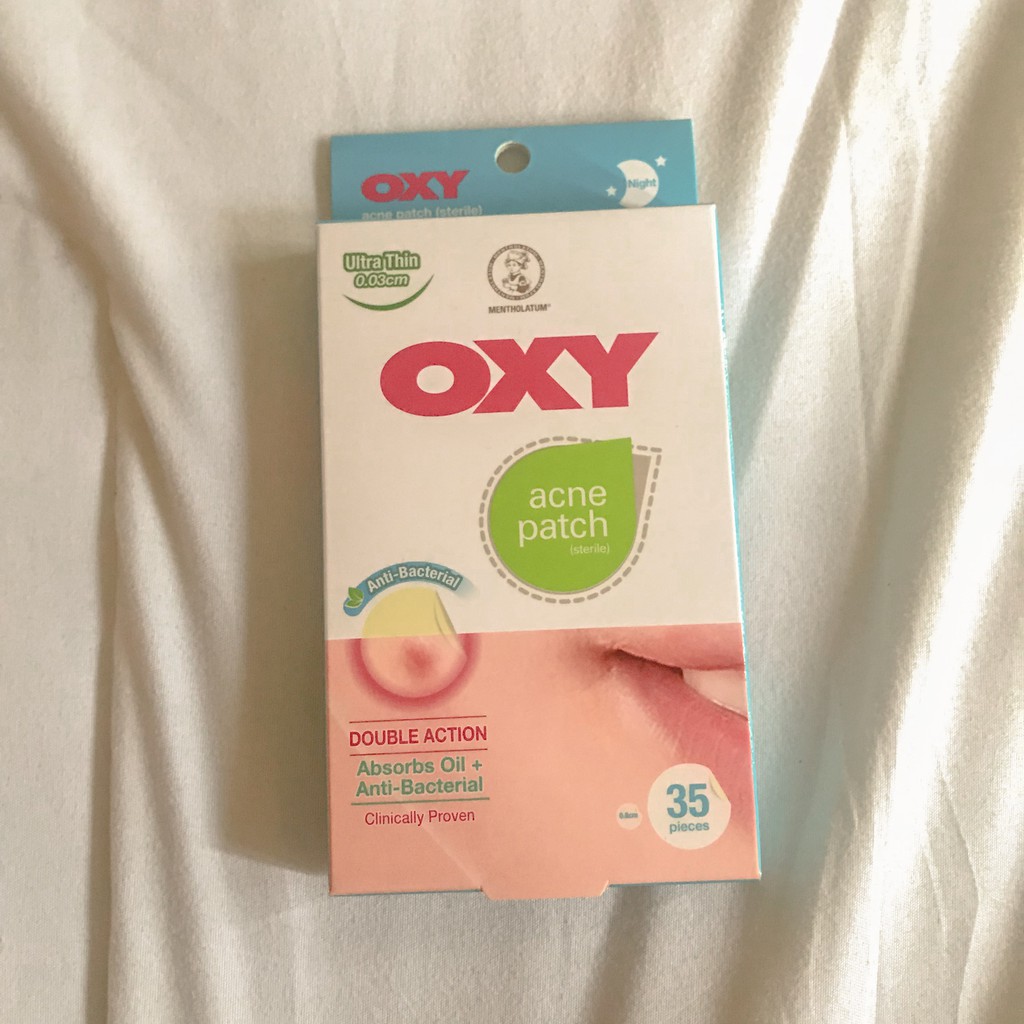 OXY
acne patch (sterile)
Night
Ultra Thin
0.03cm
MENTHOLATUM®
OXY
acne
patch
(sterile)
Anti-Bacterial
DOUBLE ACTION
Absorbs Oil +
Anti-Bacterial
Clinically Proven
35
pieces